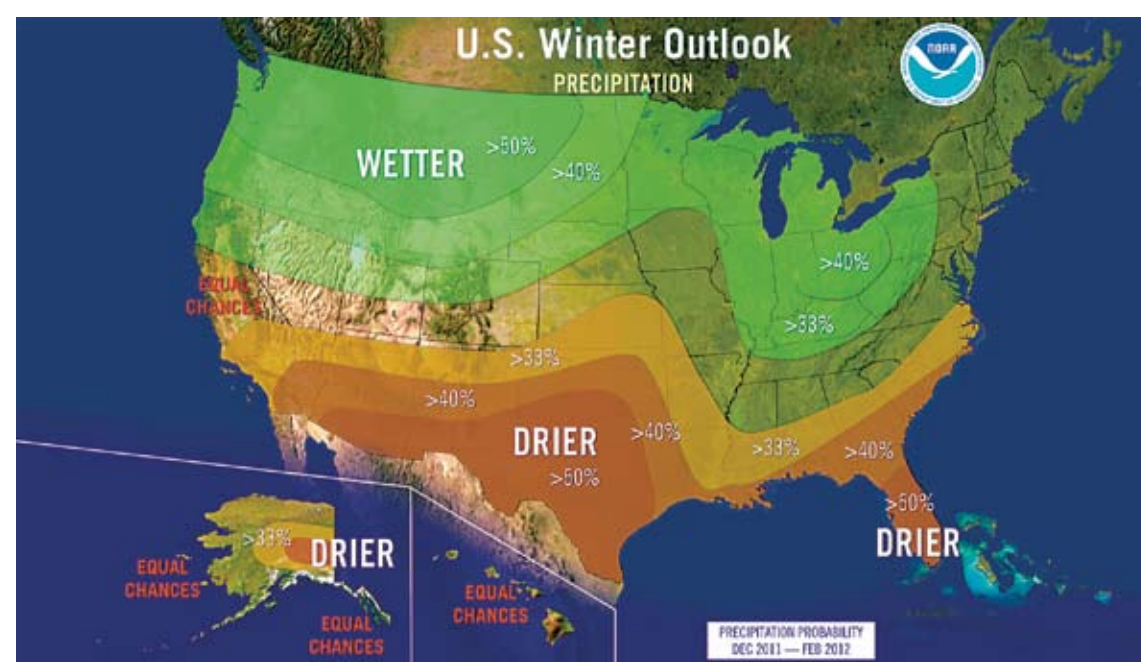 U.S. Winter Outlook
PRECIPITATION
NOAA
WETTER
>50%
>40%
EQUAL
CHANCES
>40%
>33%
>33%
>40%
DRIER
>40%
>50%
>33%
>40%
>50%
DRIER
>33%
DRIER
EQUAL
CHANCES
EQUAL
CHANCES
EQUAL
CHANCES
PRECIPITATION PROBABILITY
DEC 2011 — FEB 2012